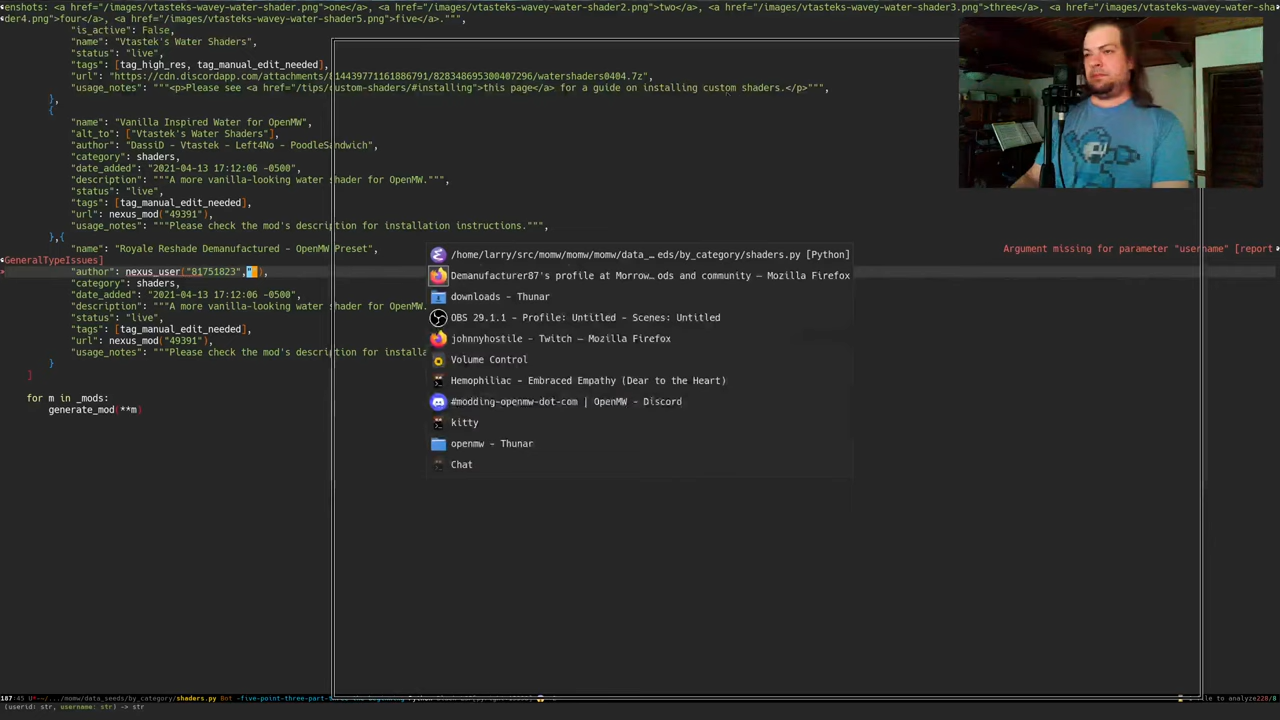 enshots: <a href="/images/vtasteks-wavey-water-shader.png">one</a>, <a href="/images/vtasteks-wavey-water-shader2.png">two</a>, <a href="/images/vtasteks-wavey-water-shader3.png">three</a>, <a href="/images/vtasteks-wavey-water-sha
der4.png">four</a>, <a href="/images/vtasteks-wavey-water-shader5.png">five</a>.""",
"is_active": False,
"name": "Vtastek's Water Shaders",
"status": "live",
"tags": [tag_high_res, tag_manual_edit_needed],
"url": "https://cdn.discordapp.com/attachments/814439771161886791/828348695300407296/watershaders0404.7z",
"usage_notes": """<p>Please see <a href="/tips/custom-shaders/#installing">this page</a> for a guide on installing custom shaders.</p>""",
},
{
"name": "Vanilla Inspired Water for OpenMW",
"alt_to": ["Vtastek's Water Shaders"],
"author": "DassiD - Vtastek - Left4No - PoodleSandwich",
"category": shaders,
"date_added": "2021-04-13 17:12:06 -0500",
"description": """A more vanilla-looking water shader for OpenMW.""",
"status": "live",
"tags": [tag_manual_edit_needed],
"url": nexus_mod("49391"),
"usage_notes": """Please check the mod's description for installation instructions.""",
},{
"name": "Royale Reshade Demanufactured - OpenMW Preset",
Argument missing for parameter "username" [report
GeneralTypeIssues]
"author": nexus_user("81751823",""),
"category": shaders,
"date_added": "2021-04-13 17:12:06 -0500",
"description": """A more vanilla-looking water shader for OpenMW.
"status": "live",
"tags": [tag_manual_edit_needed],
"url": nexus_mod("49391"),
"usage_notes": """Please check the mod's description for installa
}
]
for m in _mods:
generate_mod(**m)
/home/larry/src/momw/momw/momw/data_… eds/by_category/shaders.py [Python]
Demanufacturer87's profile at Morrow… ods and community — Mozilla Firefox
downloads - Thunar
OBS 29.1.1 - Profile: Untitled - Scenes: Untitled
johnnyhostile - Twitch — Mozilla Firefox
Volume Control
Hemophiliac - Embraced Empathy (Dear to the Heart)
#modding-openmw-dot-com | OpenMW - Discord
kitty
openmw - Thunar
Chat
(userid: str, username: str) -> str